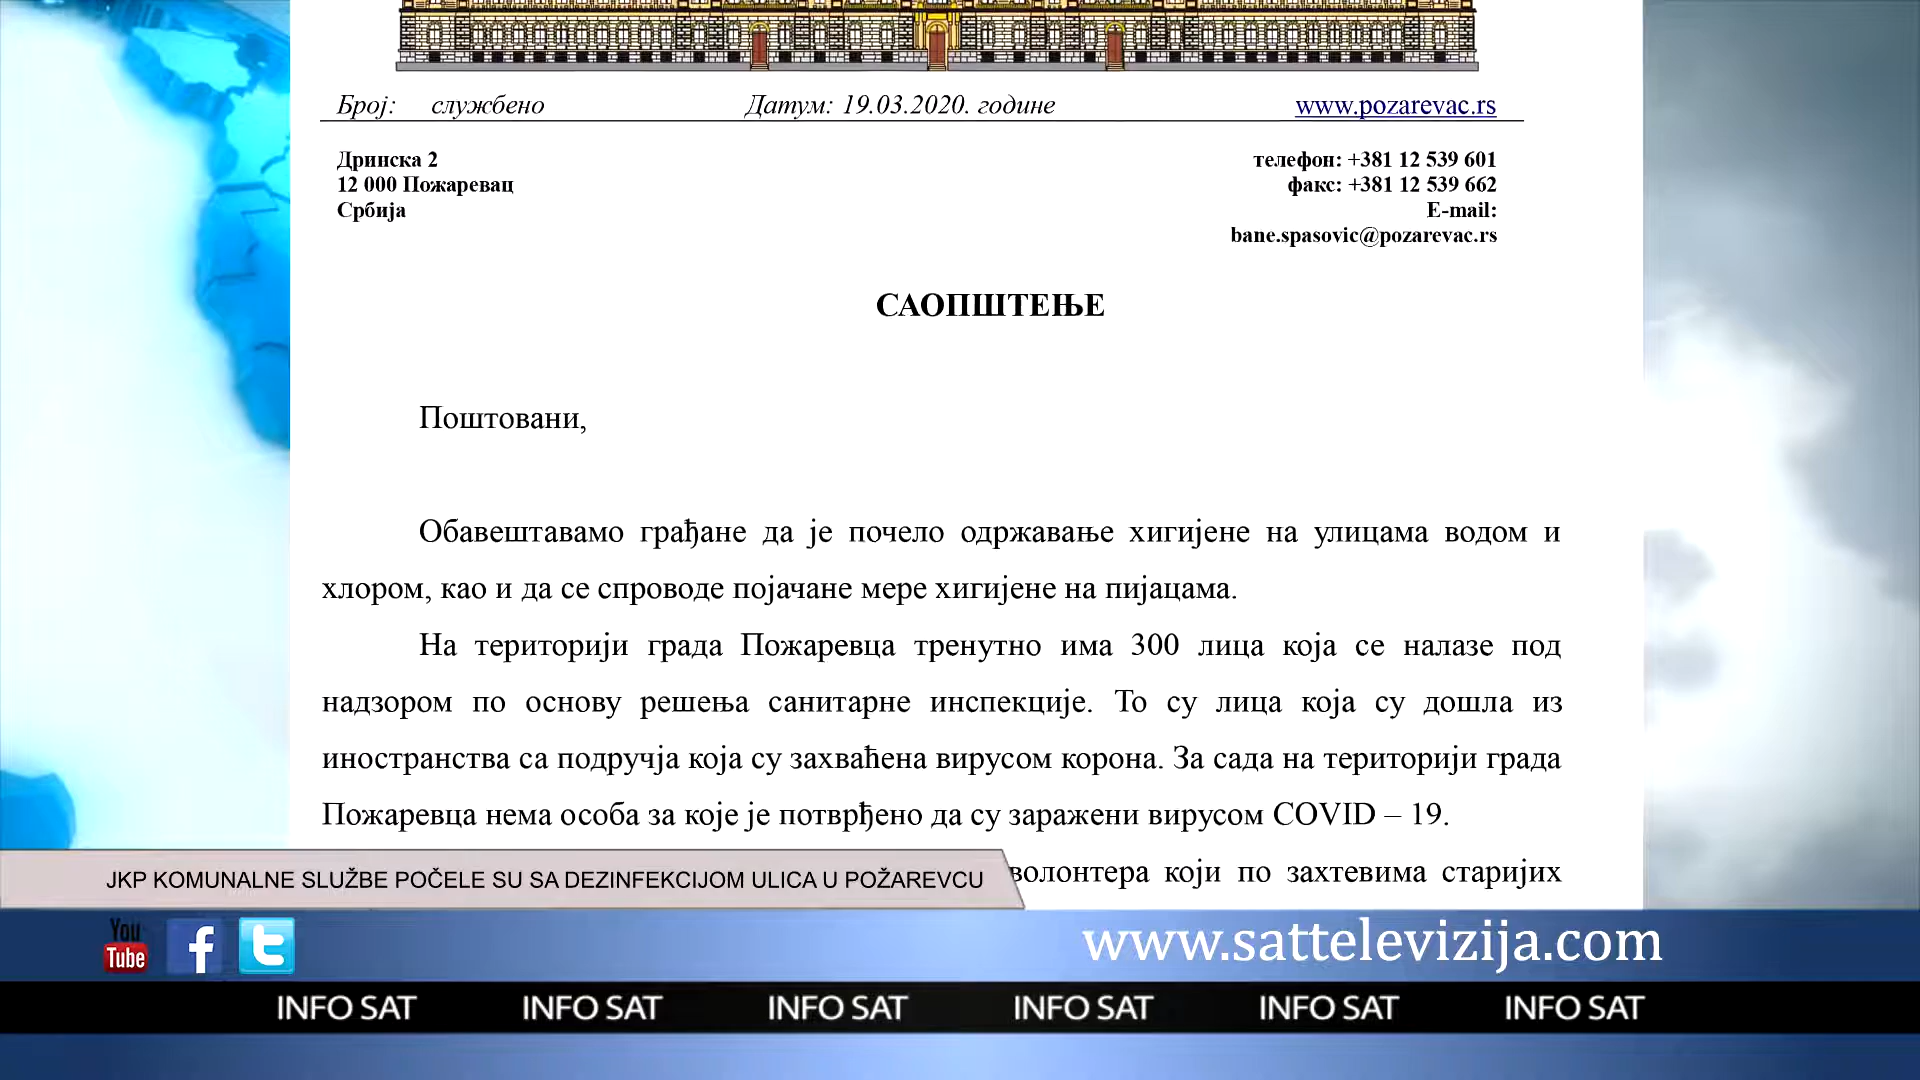 Број: службено Датум: 19.03.2020. године www.pozarevac.rs
Дринска 2
12 000 Пожаревац
Србија
телефон: +381 12 539 601
факс: +381 12 539 662
E-mail:
bane.spasovic@pozarevac.rs
САОПШТЕЊЕ
Поштовани,
Обавештавамо грађане да је почело одржавање хигијене на улицама водом и
хлором, као и да се спроводе појачане мере хигијене на пијацама.
На територији града Пожаревца тренутно има 300 лица која се налазе под
надзором по основу решења санитарне инспекције. То су лица која су дошла из
иностранства са подручја која су захваћена вирусом корона. За сада на територији града
Пожаревца нема особа за које је потврђено да су заражени вирусом COVID – 19.
волонтера који по захтевима старијих
JKP KOMUNALNE SLUŽBE POČELE SU SA DEZINFEKCIJOM ULICA U POŽAREVCU
You Tube f t www.sattelevizija.com
INFO SAT INFO SAT INFO SAT INFO SAT INFO SAT INFO SAT